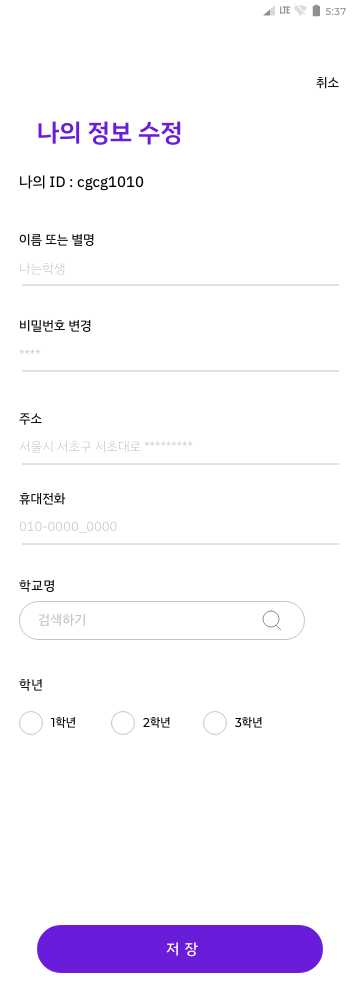 LTE 5:37
취소
나의 정보 수정
나의 ID : cgcg1010
이름 또는 별명
나는학생
비밀번호 변경
****
주소
서울시 서초구 서초대로 *********
휴대전화
010-0000_0000
학교명
검색하기
학년
1학년 2학년 3학년
저 장